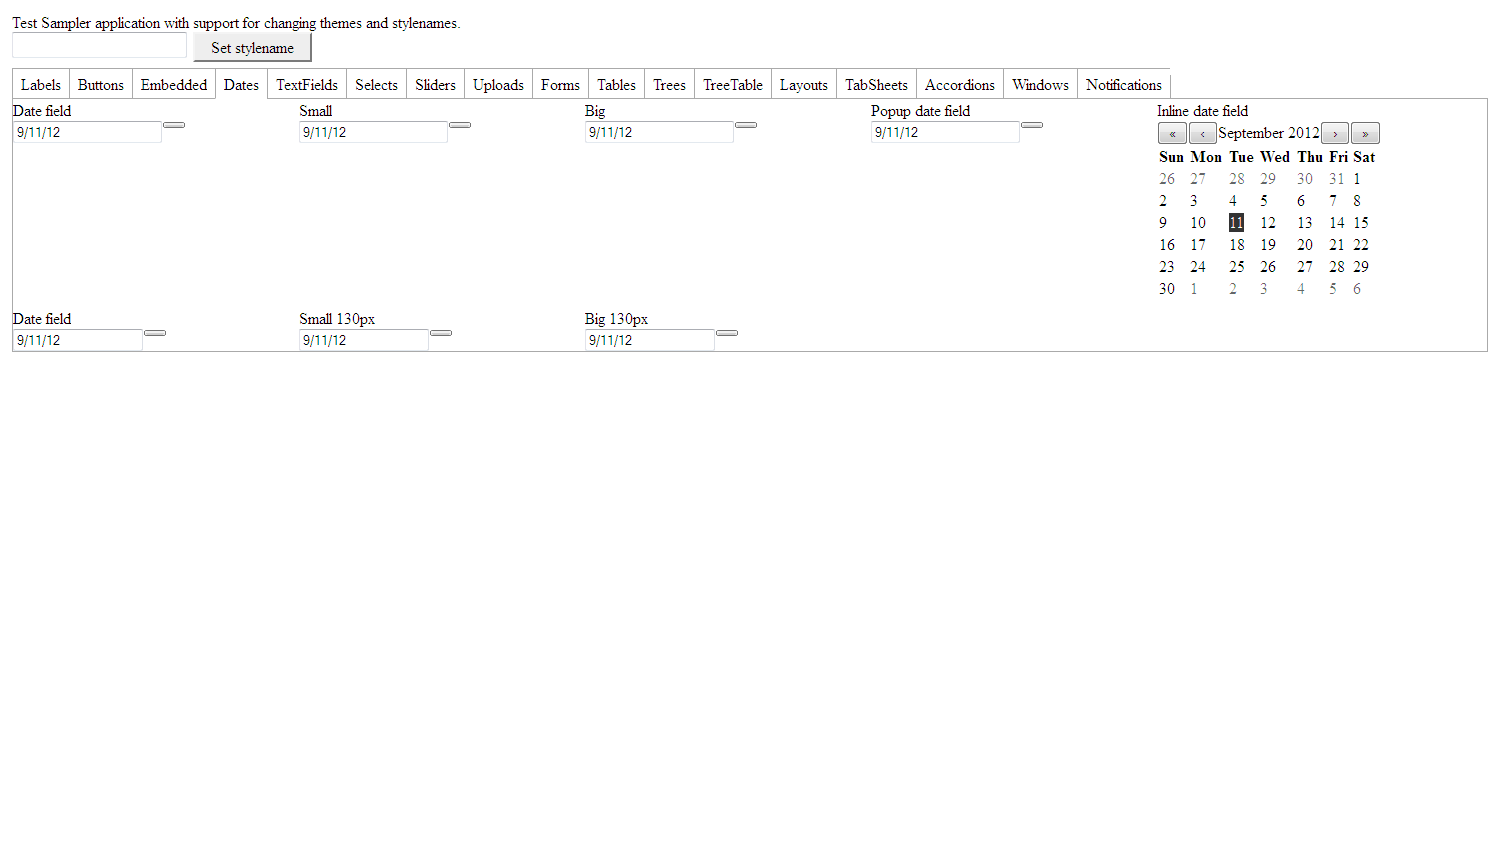 Test Sampler application with support for changing themes and stylenames.
Set stylename
Labels Buttons Embedded Dates TextFields Selects Sliders Uploads Forms Tables Trees TreeTable Layouts TabSheets Accordions Windows Notifications
Date field Small Big Popup date field Inline date field
9/11/12 9/11/12 9/11/12 9/11/12 « ‹ September 2012 › »
Sun Mon Tue Wed Thu Fri Sat
26 27 28 29 30 31 1
2 3 4 5 6 7 8
9 10 11 12 13 14 15
16 17 18 19 20 21 22
23 24 25 26 27 28 29
30 1 2 3 4 5 6
Date field Small 130px Big 130px
9/11/12 9/11/12 9/11/12